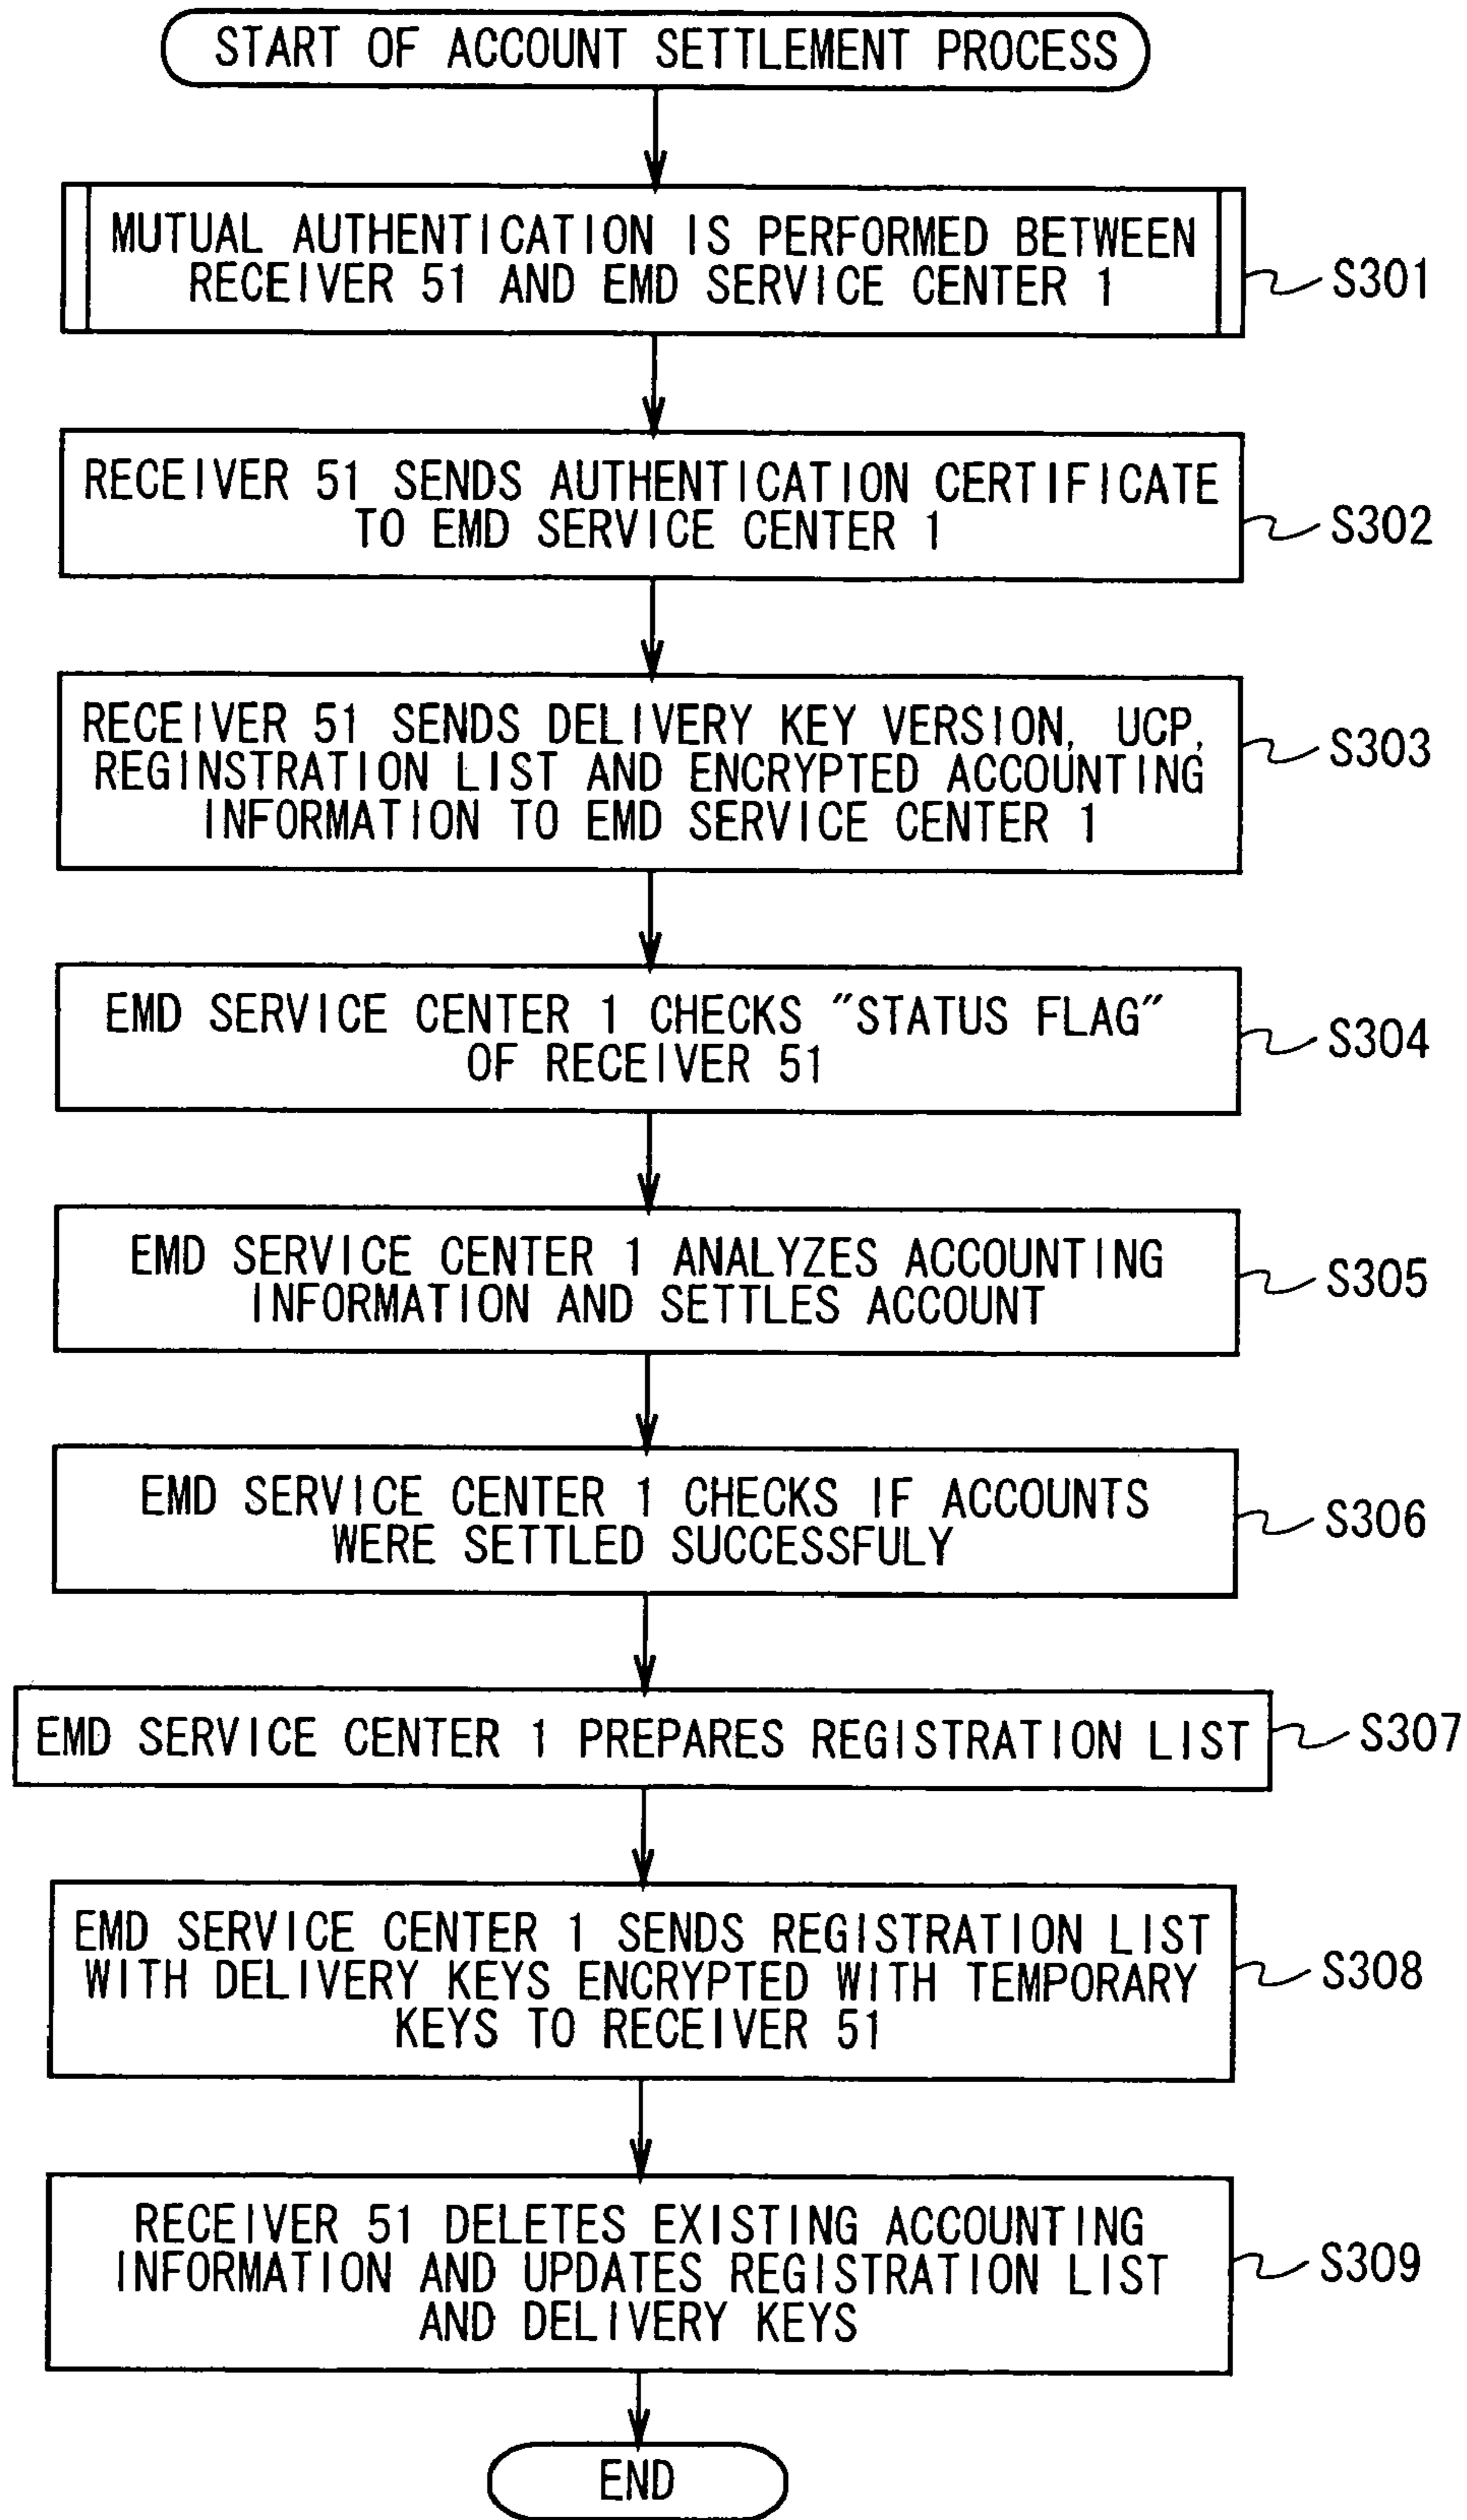 START OF ACCOUNT SETTLEMENT PROCESS
MUTUAL AUTHENTICATION IS PERFORMED BETWEEN
RECEIVER 51 AND EMD SERVICE CENTER 1
S301
RECEIVER 51 SENDS AUTHENTICATION CERTIFICATE
TO EMD SERVICE CENTER 1
S302
RECEIVER 51 SENDS DELIVERY KEY VERSION, UCP,
REGINSTRATION LIST AND ENCRYPTED ACCOUNTING
INFORMATION TO EMD SERVICE CENTER 1
S303
EMD SERVICE CENTER 1 CHECKS "STATUS FLAG"
OF RECEIVER 51
S304
EMD SERVICE CENTER 1 ANALYZES ACCOUNTING
INFORMATION AND SETTLES ACCOUNT
S305
EMD SERVICE CENTER 1 CHECKS IF ACCOUNTS
WERE SETTLED SUCCESSFULY
S306
EMD SERVICE CENTER 1 PREPARES REGISTRATION LIST
S307
EMD SERVICE CENTER 1 SENDS REGISTRATION LIST
WITH DELIVERY KEYS ENCRYPTED WITH TEMPORARY
KEYS TO RECEIVER 51
S308
RECEIVER 51 DELETES EXISTING ACCOUNTING
INFORMATION AND UPDATES REGISTRATION LIST
AND DELIVERY KEYS
S309
END